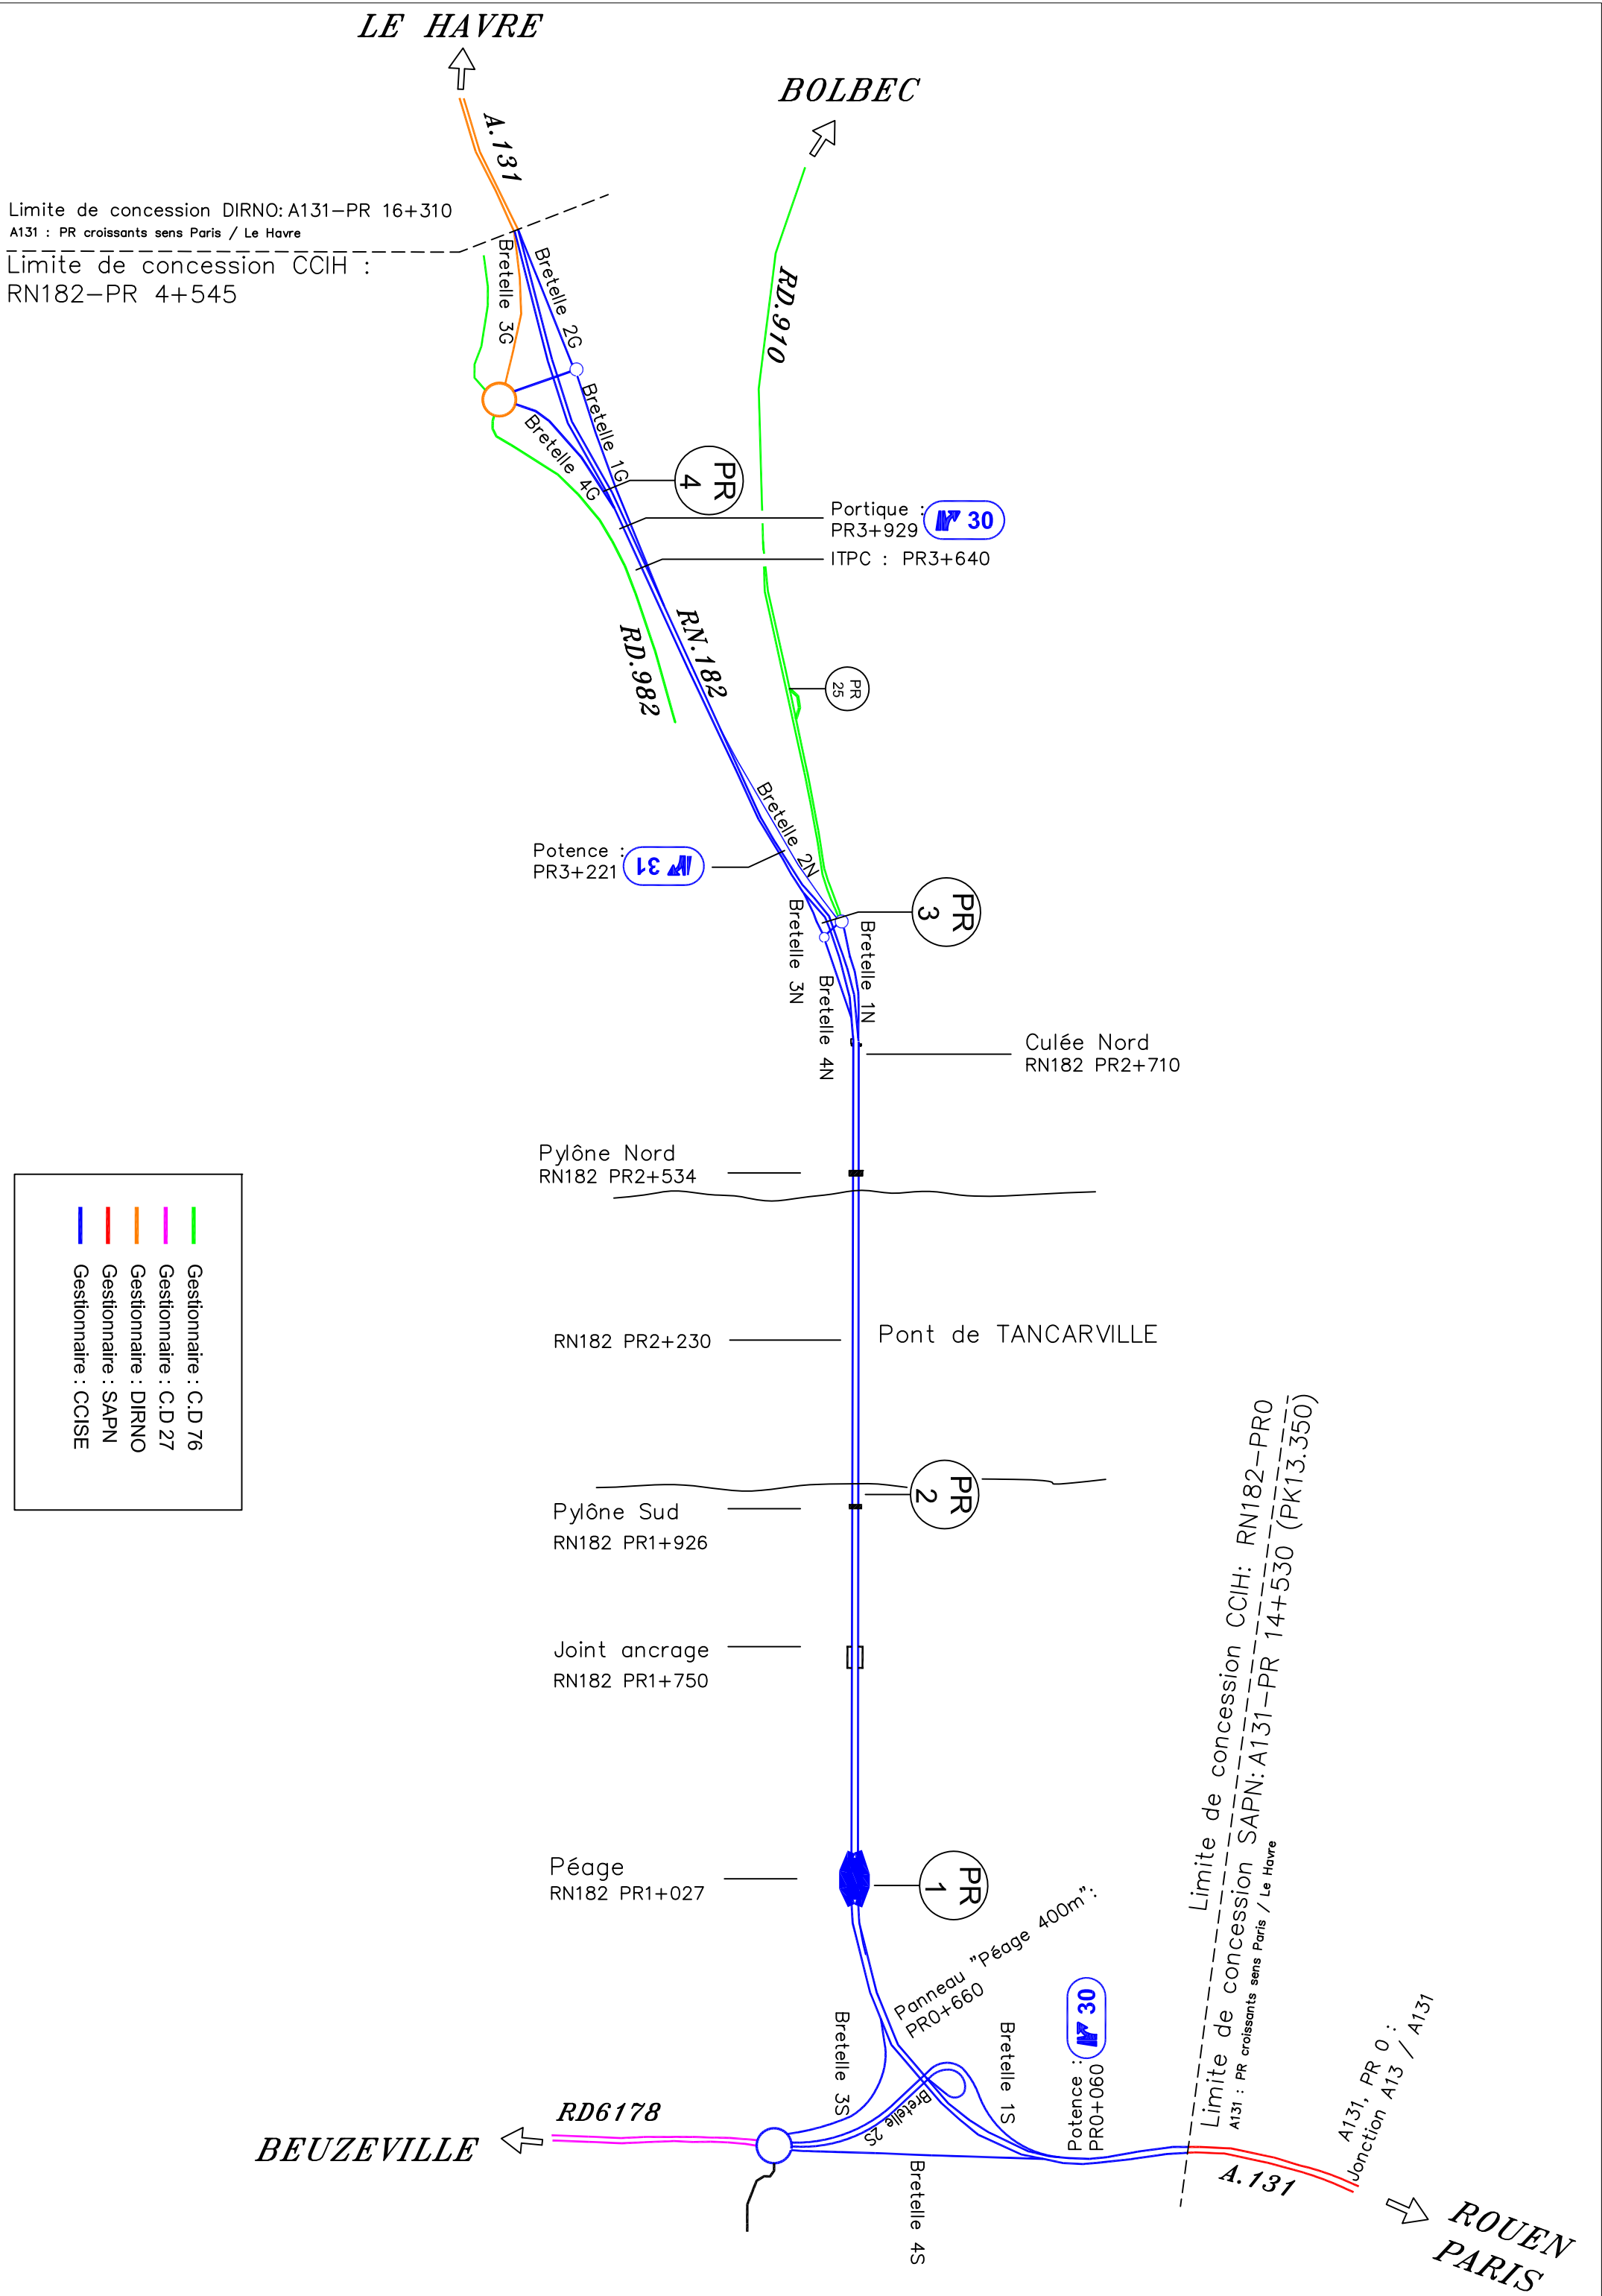 LE HAVRE
BOLBEC
A.131
Limite de concession DIRNO: A131-PR 16+310
A131 : PR croissants sens Paris / Le Havre
Limite de concession CCIH :
RN182-PR 4+545
Bretelle 3G
Bretelle 2G
RD.910
Bretelle 1G
Bretelle 4G
PR
4
Portique :
PR3+929
30
ITPC : PR3+640
RN.182
RD.982
PR
25
Bretelle 2N
Potence :
PR3+221
31
PR
3
Bretelle 3N
Bretelle 1N
Bretelle 4N
Culée Nord
RN182 PR2+710
Pylône Nord
RN182 PR2+534
RN182 PR2+230
Pont de TANCARVILLE
Gestionnaire : C.D 76
Gestionnaire : C.D 27
Gestionnaire : DIRNO
Gestionnaire : SAPN
Gestionnaire : CCISE
PR
2
Pylône Sud
RN182 PR1+926
Joint ancrage
RN182 PR1+750
Limite de concession CCIH: RN182-PR0
Limite de concession SAPN: A131-PR 14+530 (PK13.350)
A131 : PR croissants sens Paris / Le Havre
Péage
RN182 PR1+027
PR
1
Panneau "Péage 400m":
PR0+660
Bretelle 3S
Bretelle 1S
Bretelle 2S
Potence :
PR0+060
30
Bretelle 4S
RD6178
BEUZEVILLE
A131, PR 0 :
Jonction A13 / A131
A.131
ROUEN
PARIS